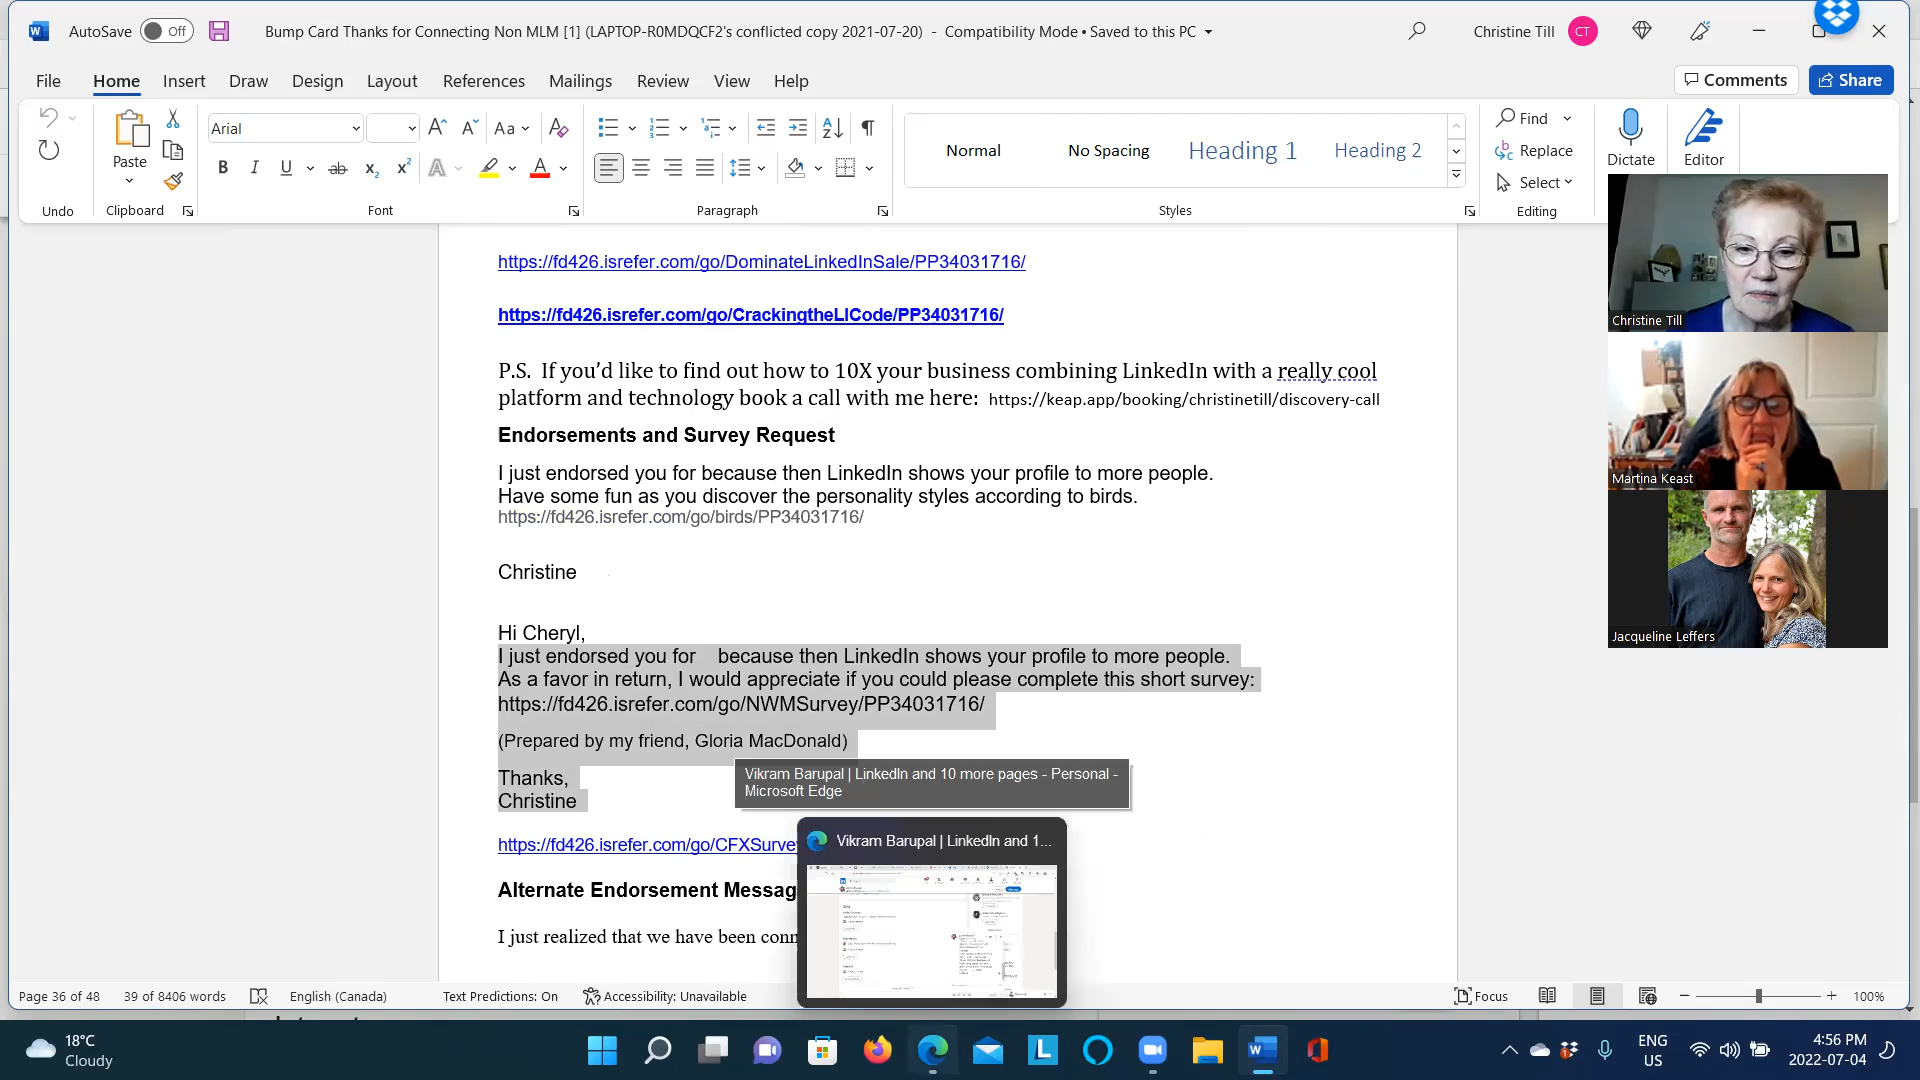 AutoSave Off Bump Card Thanks for Connecting Non MLM [1] (LAPTOP-R0MDQCF2's conflicted copy 2021-07-20) - Compatibility Mode • Saved to this PC Christine Till CT
File Home Insert Draw Design Layout References Mailings Review View Help Comments Share
Arial Aa Find
Paste Normal No Spacing Heading 1 Heading 2 Replace Dictate Editor
B I U ab x₂ x² A A Select
Undo Clipboard Font Paragraph Styles Editing
https://fd426.isrefer.com/go/DominateLinkedInSale/PP34031716/
https://fd426.isrefer.com/go/CrackingtheLICode/PP34031716/
P.S. If you’d like to find out how to 10X your business combining LinkedIn with a really cool
platform and technology book a call with me here: https://keap.app/booking/christinetill/discovery-call
Endorsements and Survey Request
I just endorsed you for because then LinkedIn shows your profile to more people.
Have some fun as you discover the personality styles according to birds.
https://fd426.isrefer.com/go/birds/PP34031716/
Christine
Hi Cheryl,
I just endorsed you for because then LinkedIn shows your profile to more people.
As a favor in return, I would appreciate if you could please complete this short survey:
https://fd426.isrefer.com/go/NWMSurvey/PP34031716/
(Prepared by my friend, Gloria MacDonald)
Thanks,
Christine
https://fd426.isrefer.com/go/CFXSurve
Alternate Endorsement Messag
I just realized that we have been conn
Vikram Barupal | LinkedIn and 10 more pages - Personal -
Microsoft Edge
Vikram Barupal | LinkedIn and 1...
Christine Till
Martina Keast
Jacqueline Leffers
Page 36 of 48 39 of 8406 words English (Canada) Text Predictions: On Accessibility: Unavailable Focus 100%
18°C
Cloudy
ENG
US
4:56 PM
2022-07-04